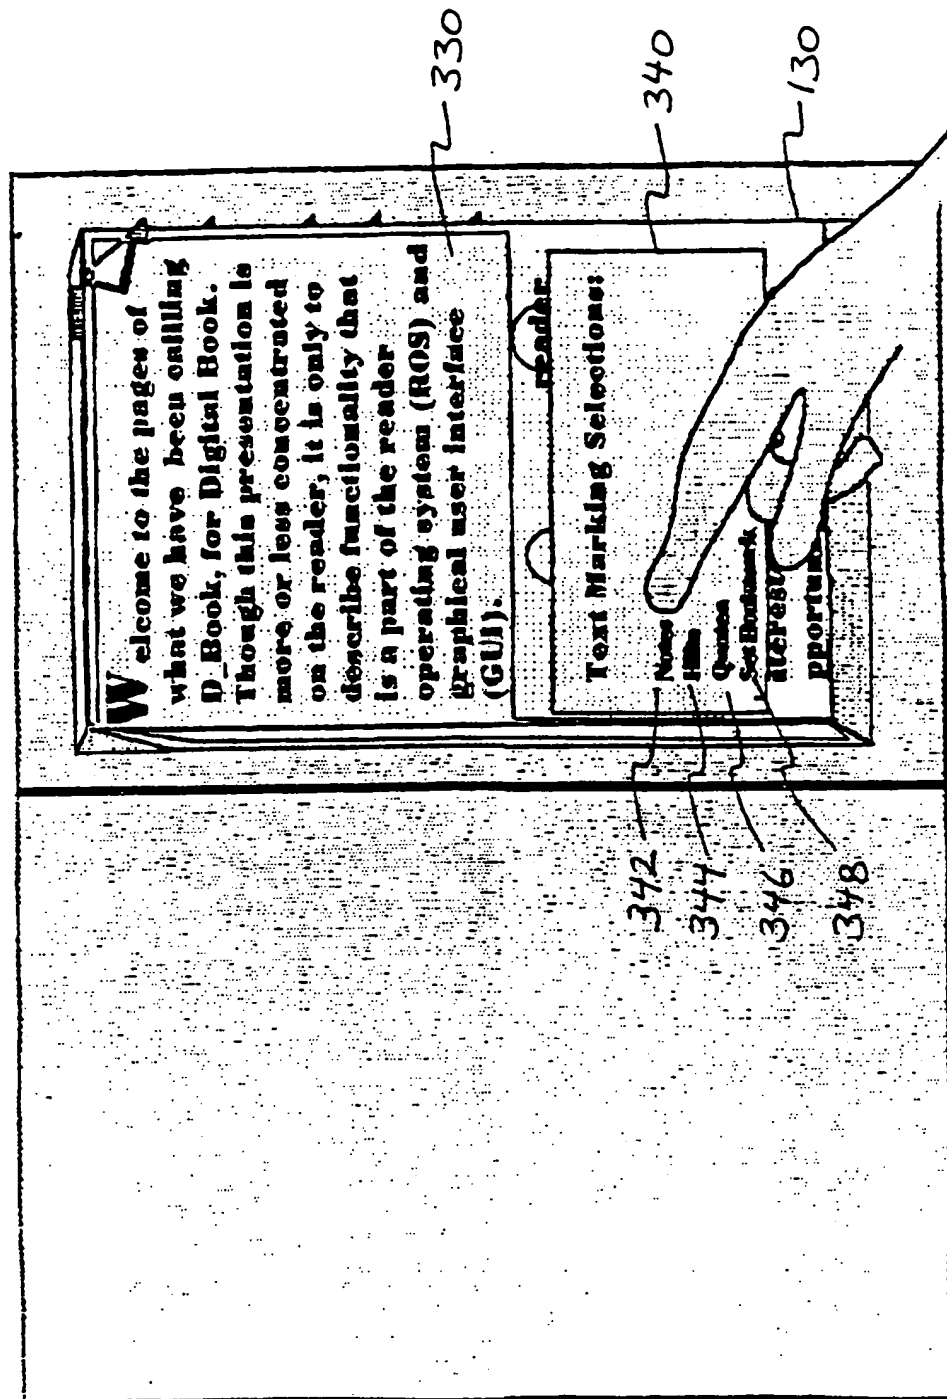 Welcome to the pages of
what we have been calling
D_Book, for Digital Book.
Though this presentation is
more or less concentrated
on the reader, it is only to
describe functionality that
is a part of the reader
operating system (ROS) and
graphical user interface
(GUI).
reader
Text Marking Selections:
Notes
Hilite
Quotes
Set Bookmark
330
340
130
342
344
346
348